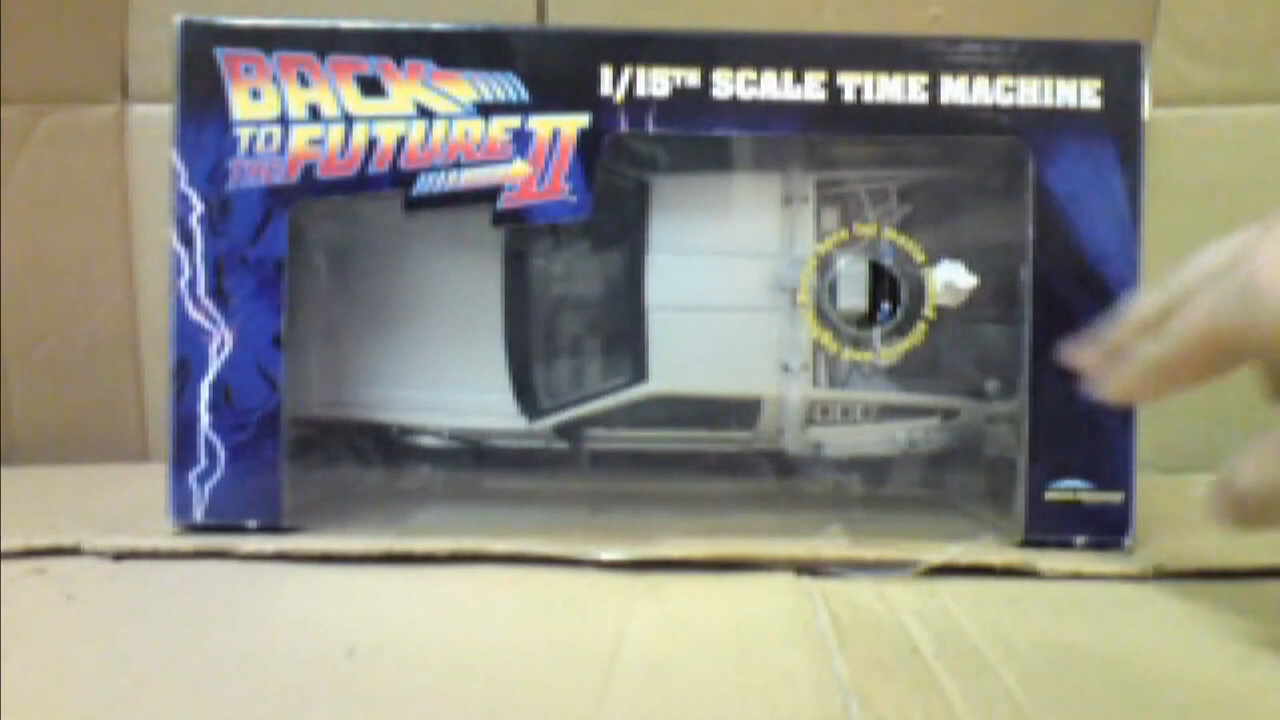 BACK
TO
THE FUTURE
II
1/15TH SCALE TIME MACHINE